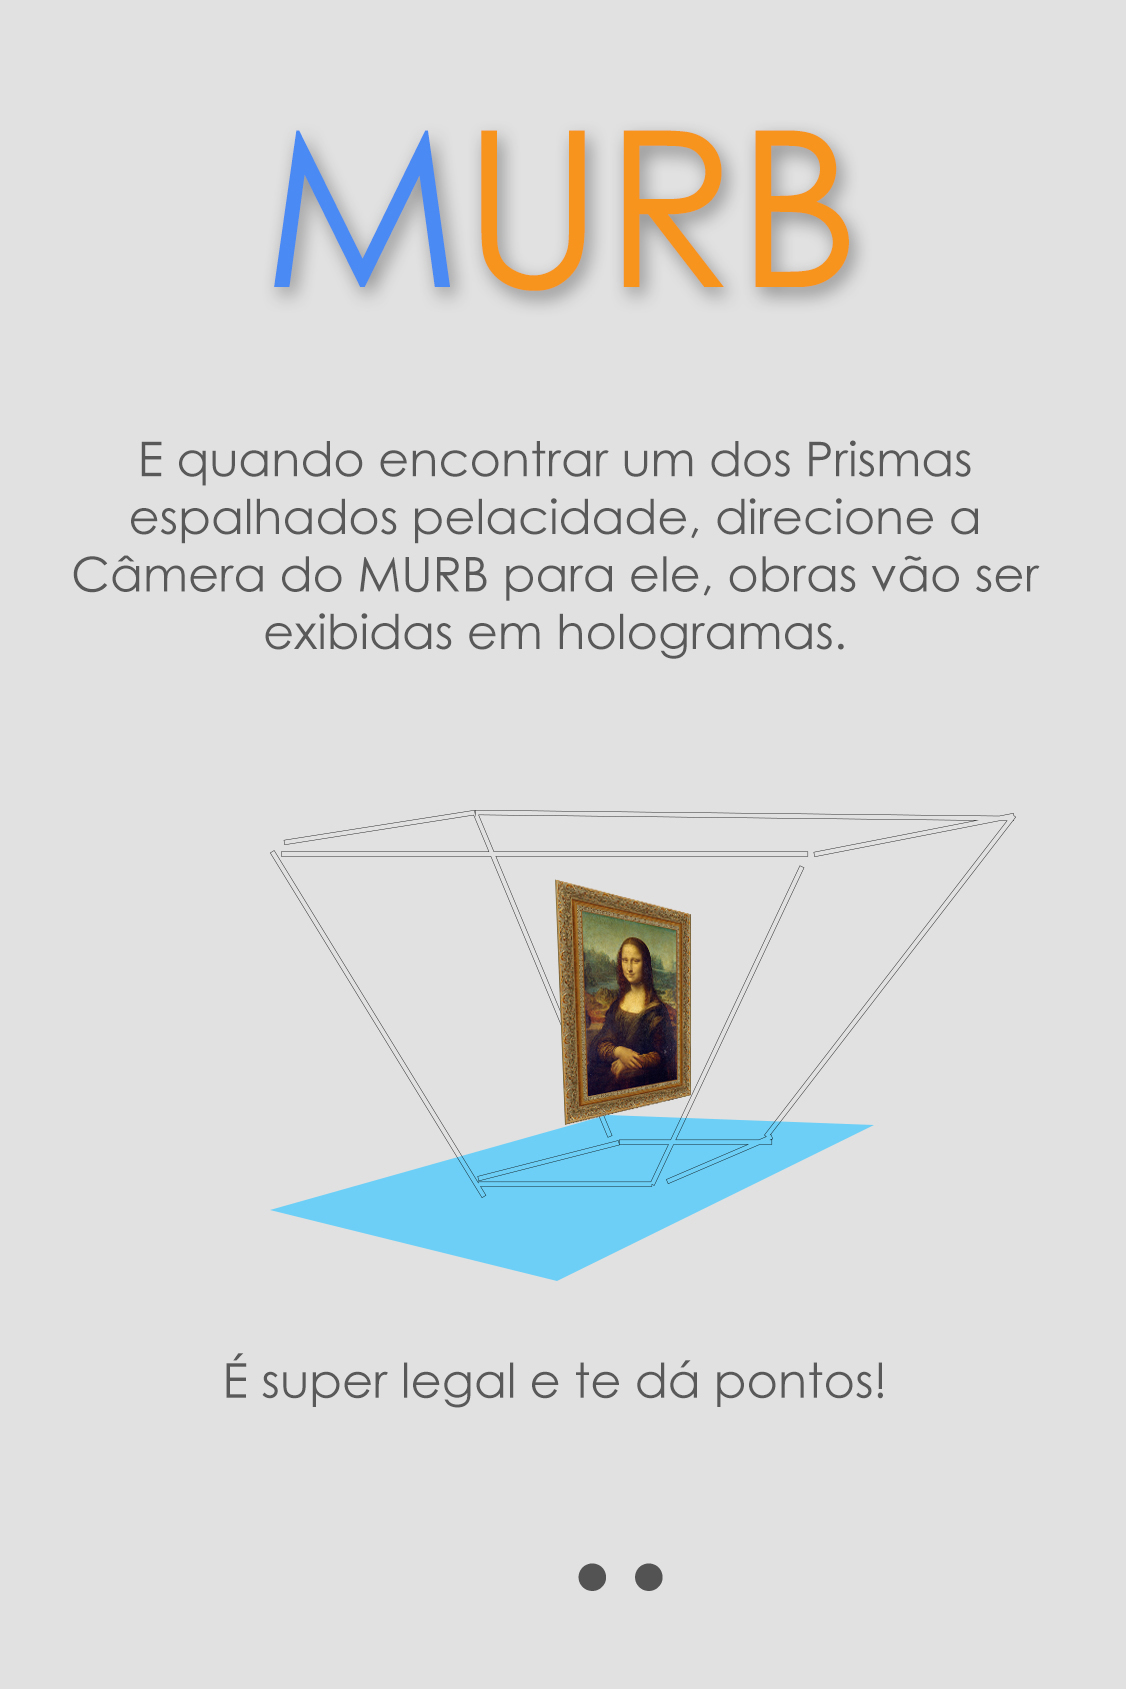 MURB
E quando encontrar um dos Prismas
espalhados pelacidade, direcione a
Câmera do MURB para ele, obras vão ser
exibidas em hologramas.
É super legal e te dá pontos!